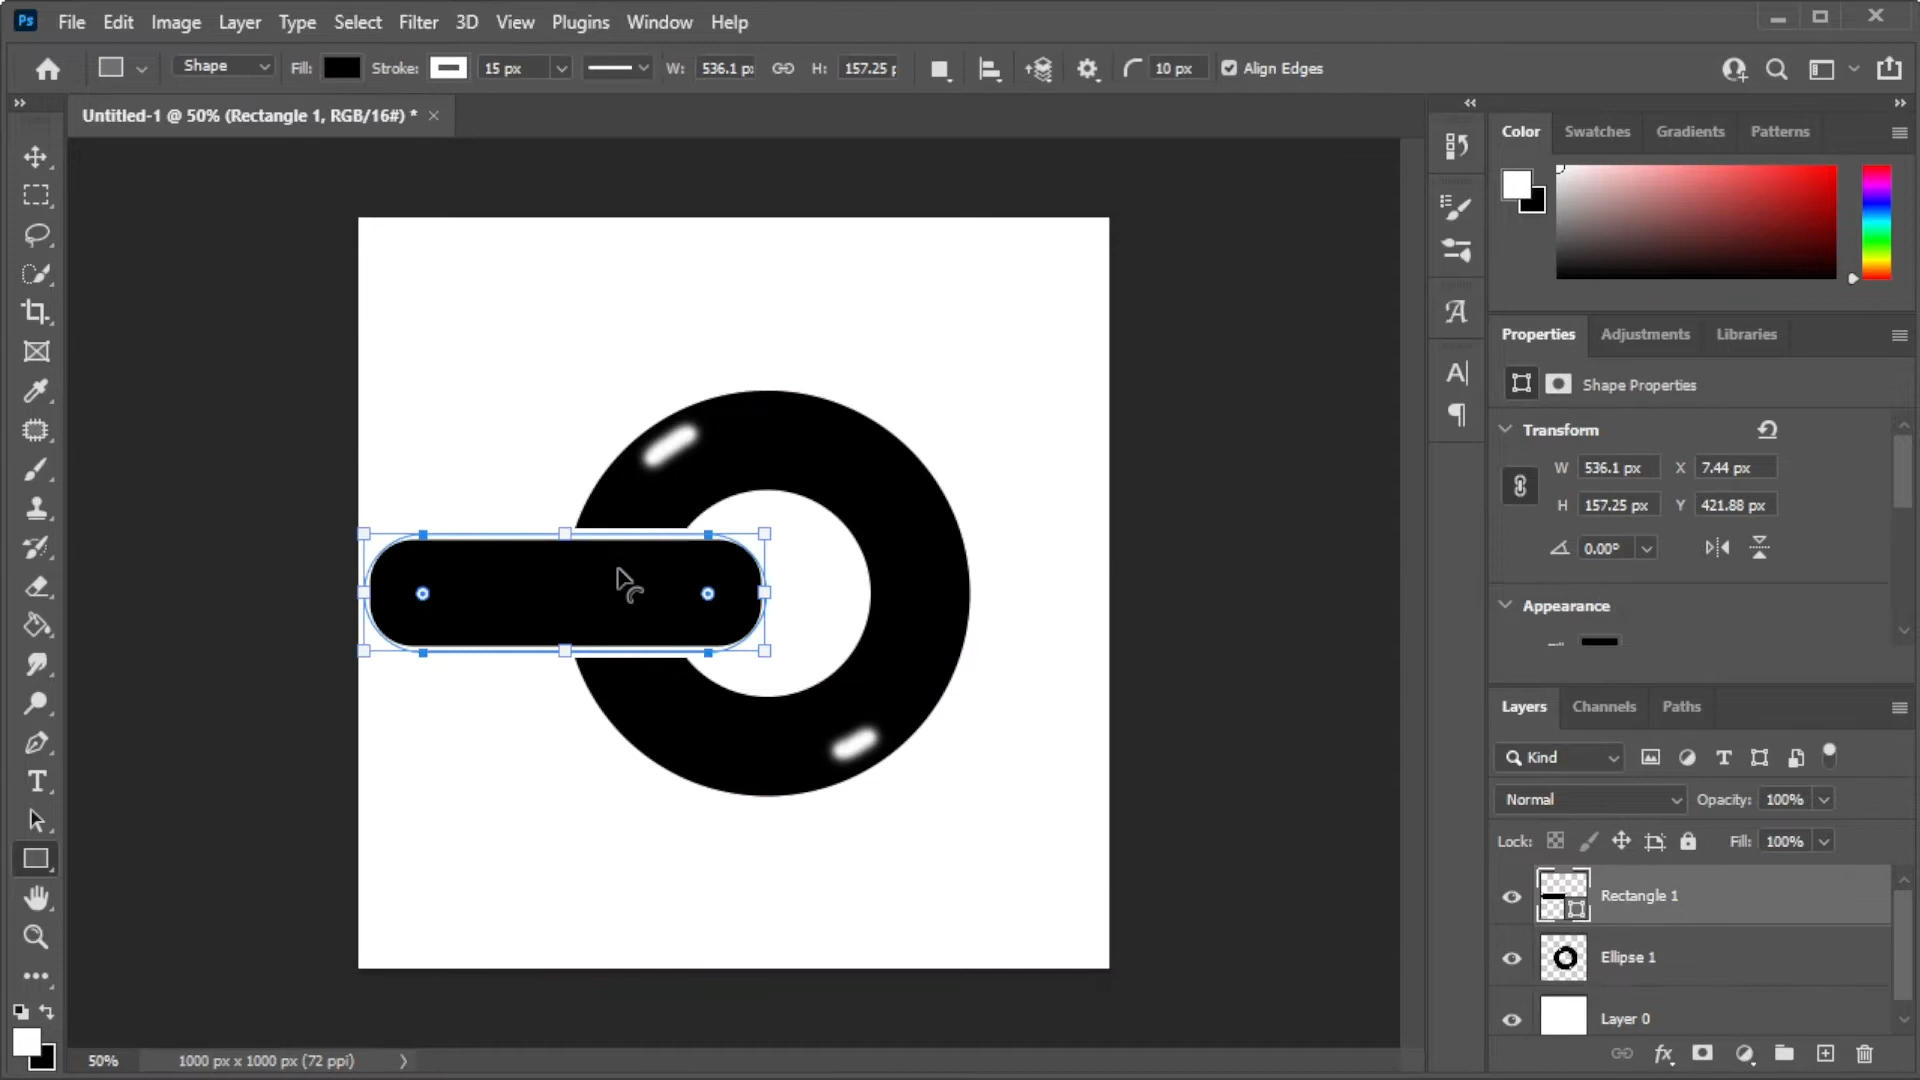 Ps File Edit Image Layer Type Select Filter 3D View Plugins Window Help
Shape Fill: Stroke: 15 px W: 536.1 p H: 157.25 p 10 px Align Edges
Untitled-1 @ 50% (Rectangle 1, RGB/16#) *
Color Swatches Gradients Patterns
Properties Adjustments Libraries
Shape Properties
Transform
W 536.1 px X 7.44 px
H 157.25 px Y 421.88 px
0.00°
Appearance
Layers Channels Paths
Kind
Normal Opacity: 100%
Lock: Fill: 100%
Rectangle 1
Ellipse 1
Layer 0
50% 1000 px x 1000 px (72 ppi)